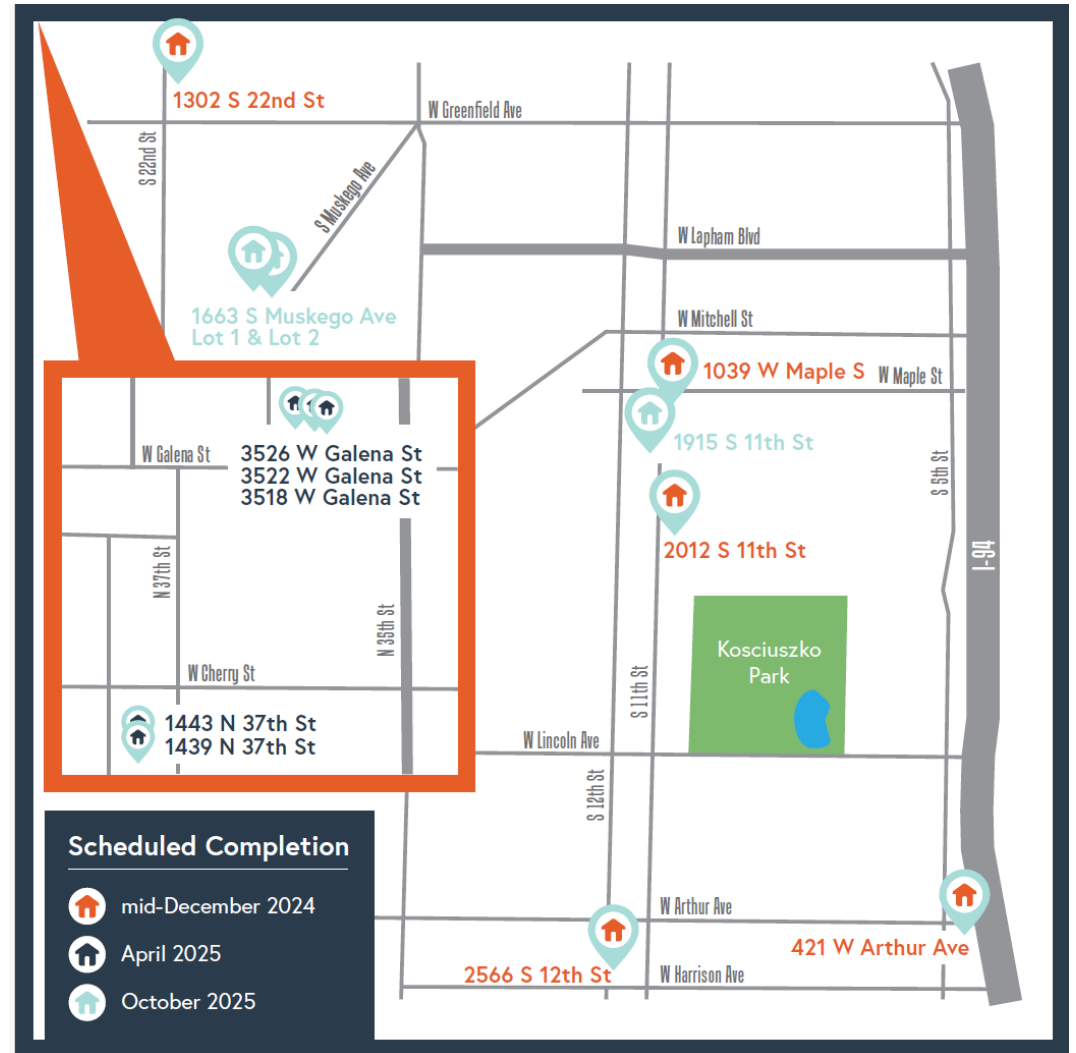 1302 S 22nd St
W Greenfield Ave
S 22nd St
S Muskego Ave
W Lapham Blvd
1663 S Muskego Ave
Lot 1 & Lot 2
W Mitchell St
1039 W Maple S
W Maple St
1915 S 11th St
S 5th St
2012 S 11th St
I-94
W Galena St
3526 W Galena St
3522 W Galena St
3518 W Galena St
N 37th St
N 35th St
W Cherry St
1443 N 37th St
1439 N 37th St
Kosciuszko
Park
S 11th St
W Lincoln Ave
S 12th St
W Arthur Ave
421 W Arthur Ave
2566 S 12th St
W Harrison Ave
Scheduled Completion
mid-December 2024
April 2025
October 2025